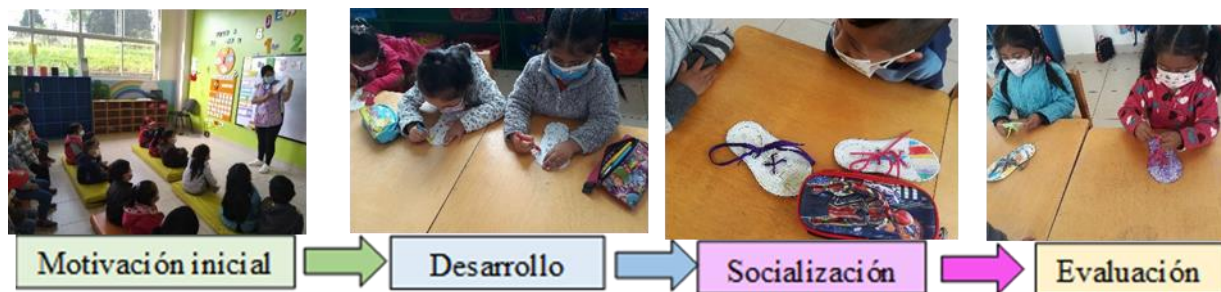 Motivación inicial
Desarrollo
Socialización
Evaluación